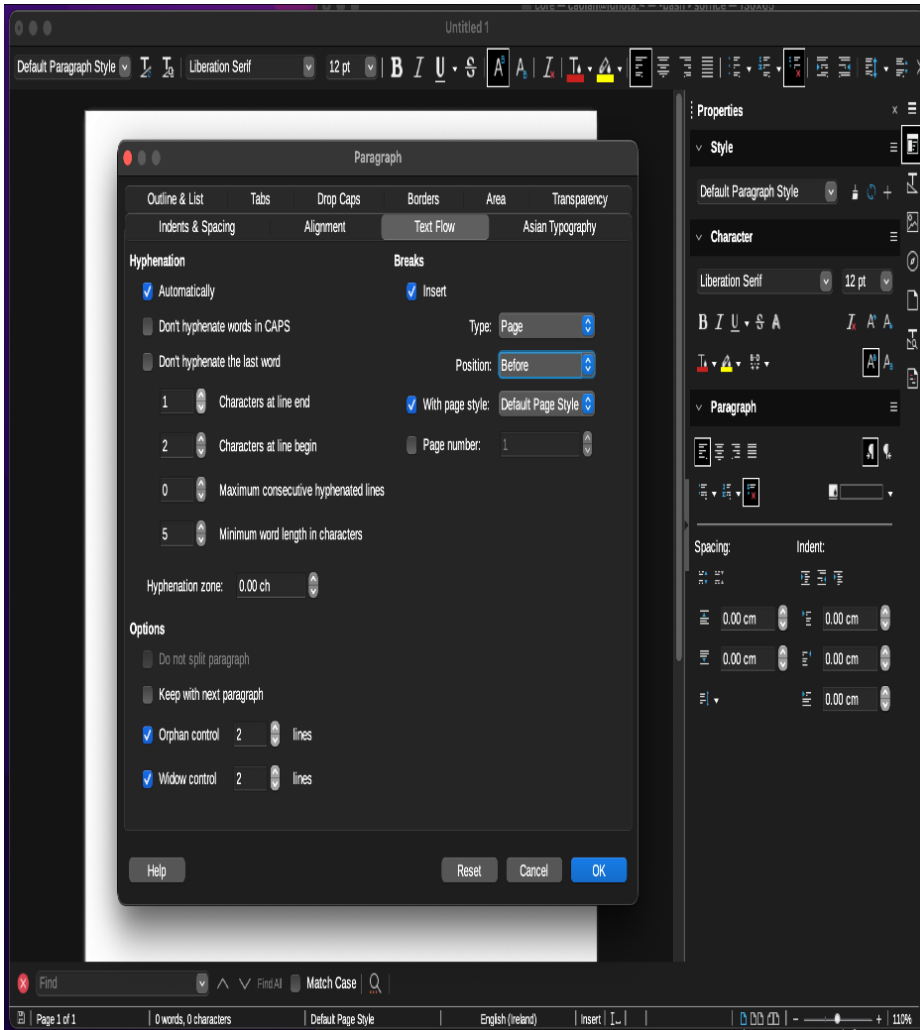 core — caolan@fuhota:~ — -bash • soffice — 130x65
Untitled 1
Default Paragraph Style Liberation Serif 12 pt B I U S A A I T
Properties
Style
Default Paragraph Style
Character
Liberation Serif 12 pt
B I U S A I A A
T A A
Paragraph
Spacing: Indent:
0.00 cm 0.00 cm
0.00 cm 0.00 cm
0.00 cm
Paragraph
Outline & List Tabs Drop Caps Borders Area Transparency
Indents & Spacing Alignment Text Flow Asian Typography
Hyphenation
Automatically
Don't hyphenate words in CAPS
Don't hyphenate the last word
1 Characters at line end
2 Characters at line begin
0 Maximum consecutive hyphenated lines
5 Minimum word length in characters
Hyphenation zone: 0.00 ch
Options
Do not split paragraph
Keep with next paragraph
Orphan control 2 lines
Widow control 2 lines
Breaks
Insert
Type: Page
Position: Before
With page style: Default Page Style
Page number: 1
Help Reset Cancel OK
Find Find All Match Case
Page 1 of 1 0 words, 0 characters Default Page Style English (Ireland) Insert 110%